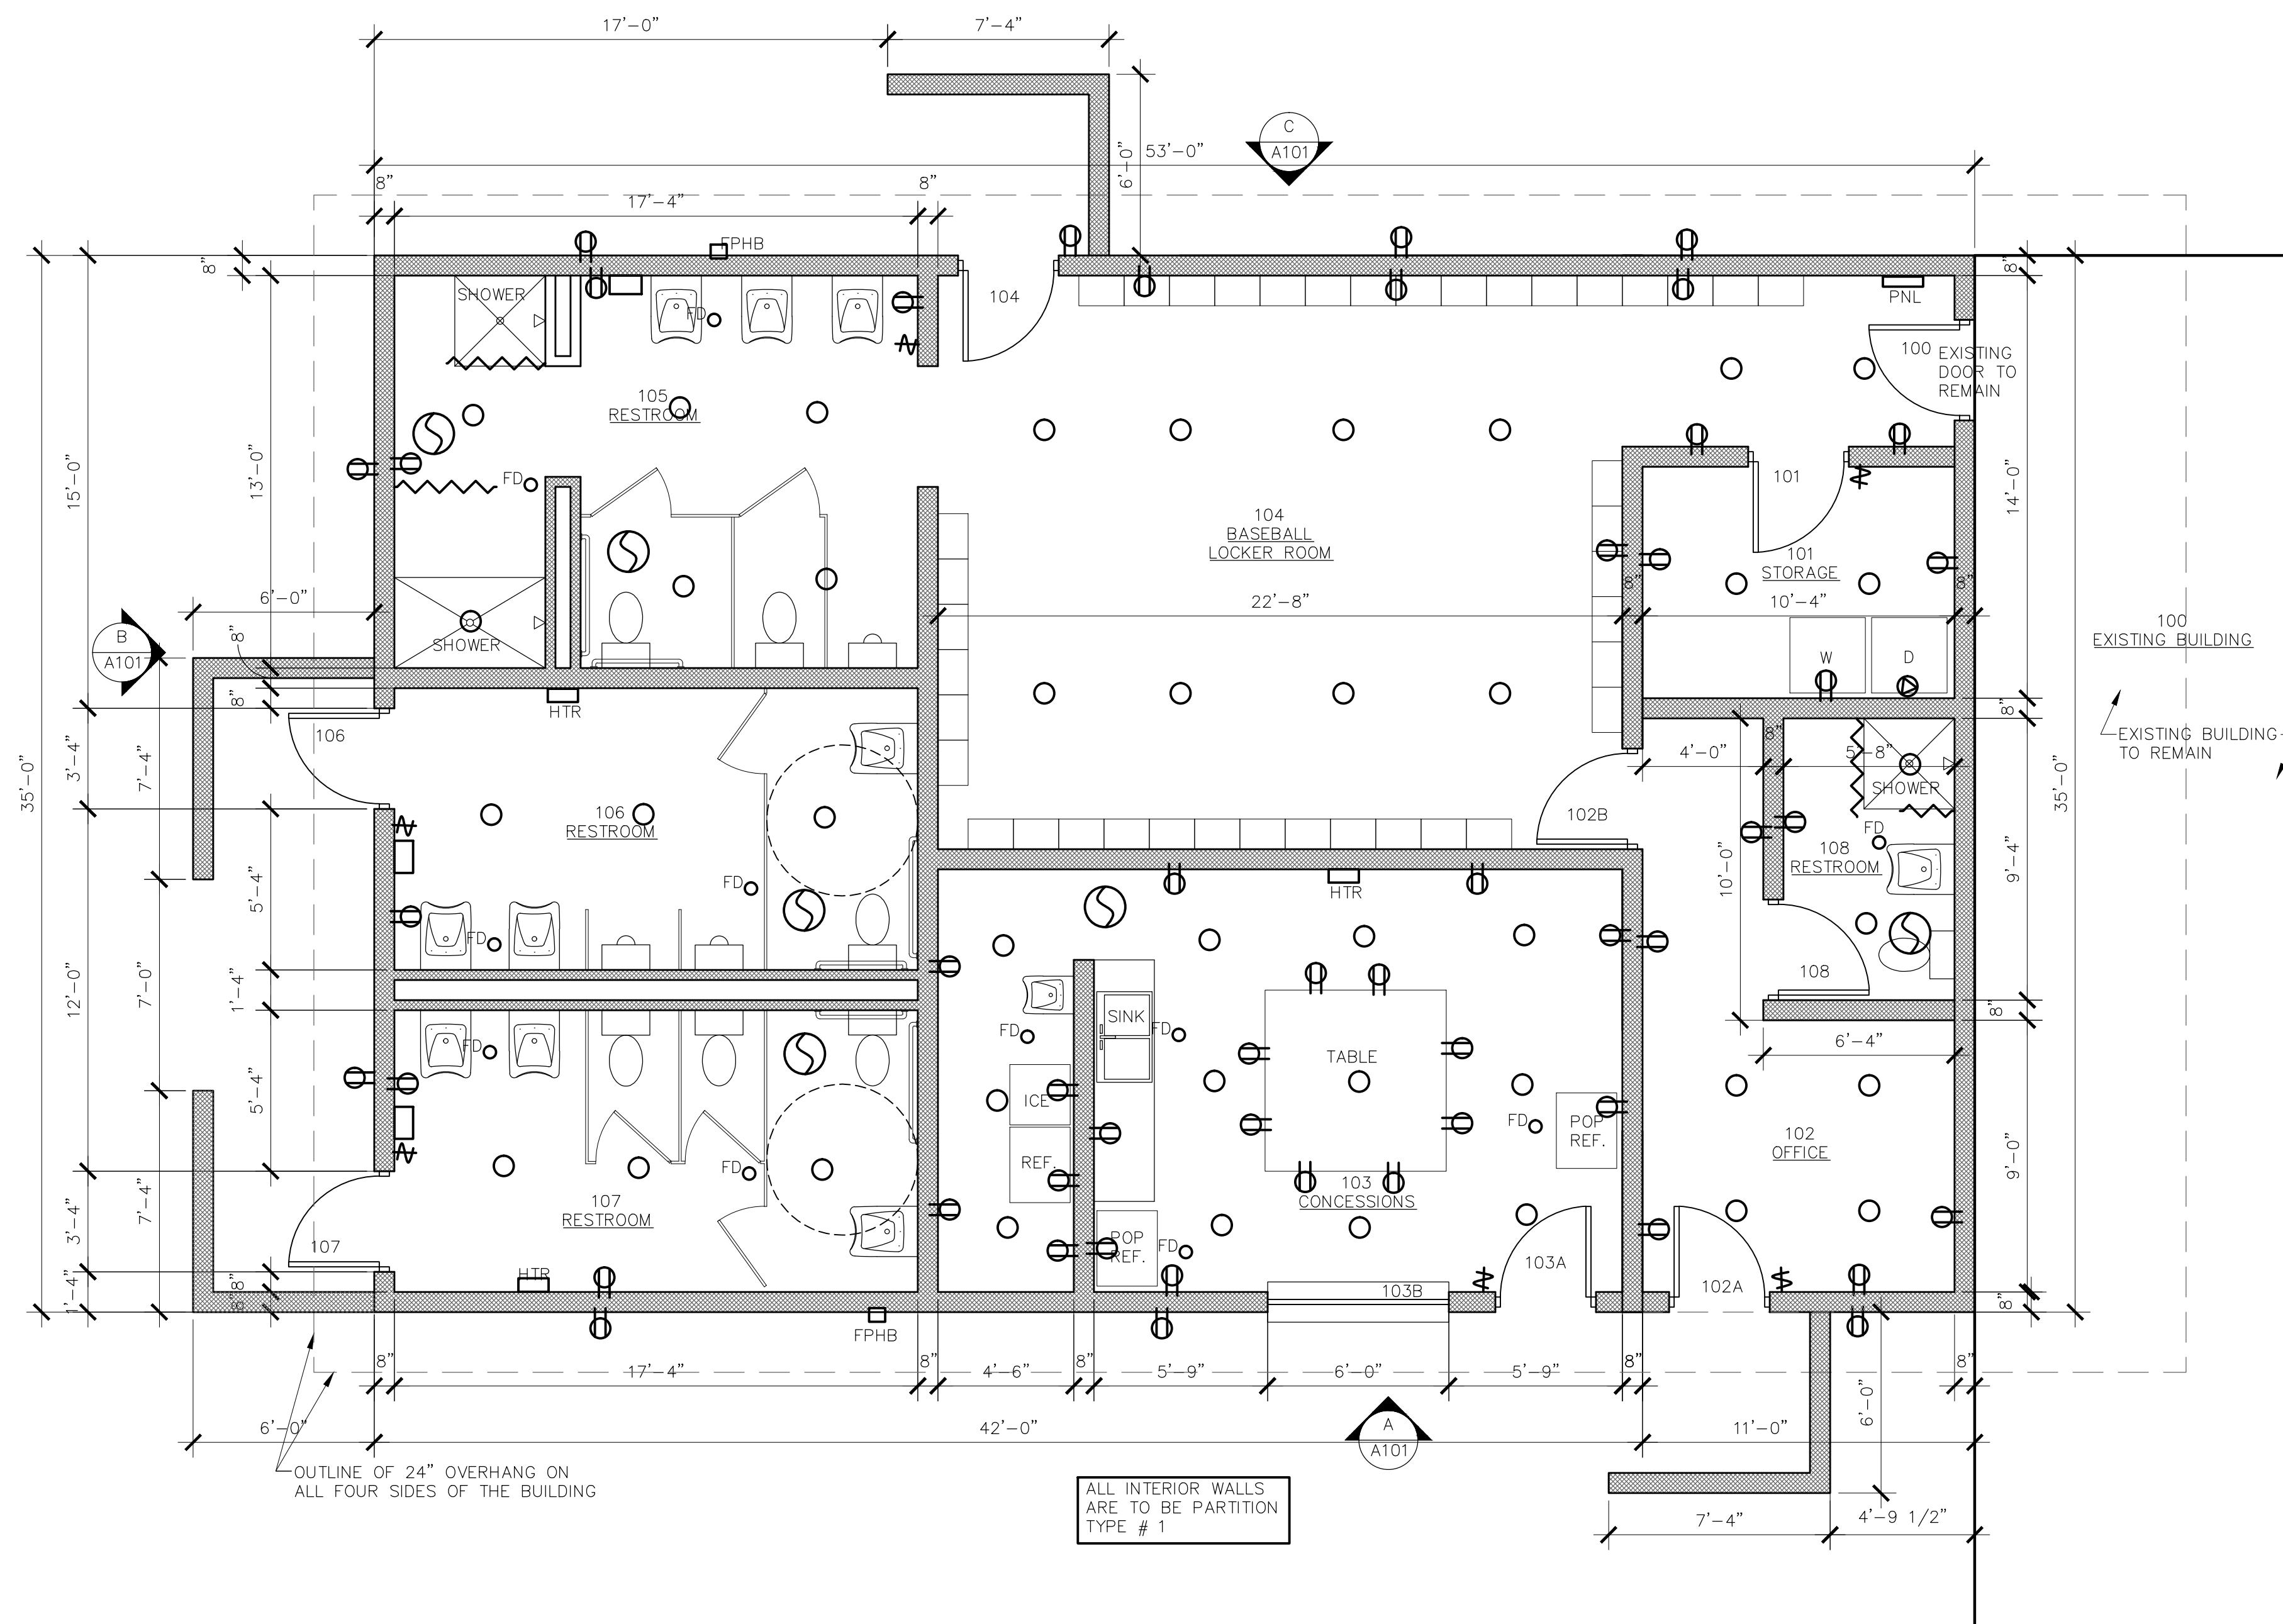 17'-0"
7'-4"
6'-0"
C
A101
53'-0"
8"
8"
17'-4"
8"
FPHB
8"
SHOWER
FD
104
PNL
100
EXISTING
DOOR TO
REMAIN
105
RESTROOM
15'-0"
13'-0"
FD
101
14'-0"
104
BASEBALL
LOCKER ROOM
101
STORAGE
8"
8"
6'-0"
22'-8"
10'-4"
B
A101
8"
SHOWER
W
D
100
EXISTING BUILDING
8"
HTR
8"
106
4'-0"
8"
5'-8"
EXISTING BUILDING
TO REMAIN
35'-0"
3'-4"
7'-4"
SHOWER
35'-0"
106
RESTROOM
102B
FD
108
RESTROOM
5'-4"
FD
HTR
10'-0"
9'-4"
FD
108
12'-0"
7'-0"
1'-4"
SINK
8"
FD
FD
FD
TABLE
6'-4"
5'-4"
ICE
FD
POP
REF.
102
OFFICE
9'-0"
FD
REF.
107
RESTROOM
103
CONCESSIONS
3'-4"
7'-4"
107
POP
REF.
FD
103A
102A
HTR
103B
8"
8"
1'-4"
8"
FPHB
8"
17'-4"
8"
4'-6"
8"
5'-9"
6'-0"
5'-9"
8"
8"
6'-0"
6'-0"
42'-0"
A
A101
11'-0"
OUTLINE OF 24" OVERHANG ON
ALL FOUR SIDES OF THE BUILDING
ALL INTERIOR WALLS
ARE TO BE PARTITION
TYPE # 1
7'-4"
4'-9 1/2"